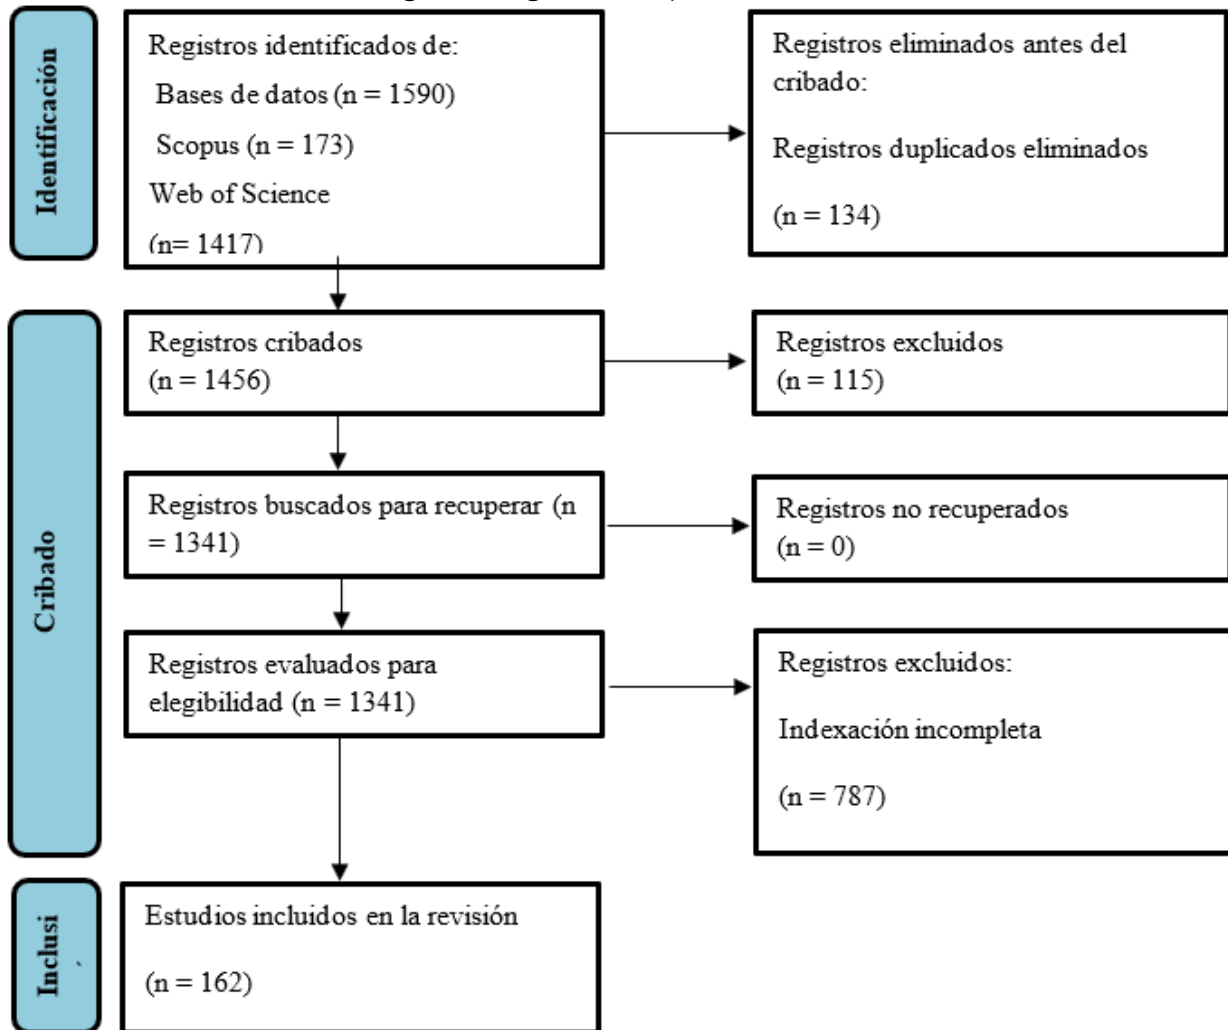 Identificación
Registros identificados de:
Bases de datos (n = 1590)
Scopus (n = 173)
Web of Science
(n= 1417)
Registros eliminados antes del
cribado:
Registros duplicados eliminados
(n = 134)
Cribado
Registros cribados
(n = 1456)
Registros excluidos
(n = 115)
Registros buscados para recuperar (n
= 1341)
Registros no recuperados
(n = 0)
Registros evaluados para
elegibilidad (n = 1341)
Registros excluidos:
Indexación incompleta
(n = 787)
Inclusi
Estudios incluidos en la revisión
(n = 162)